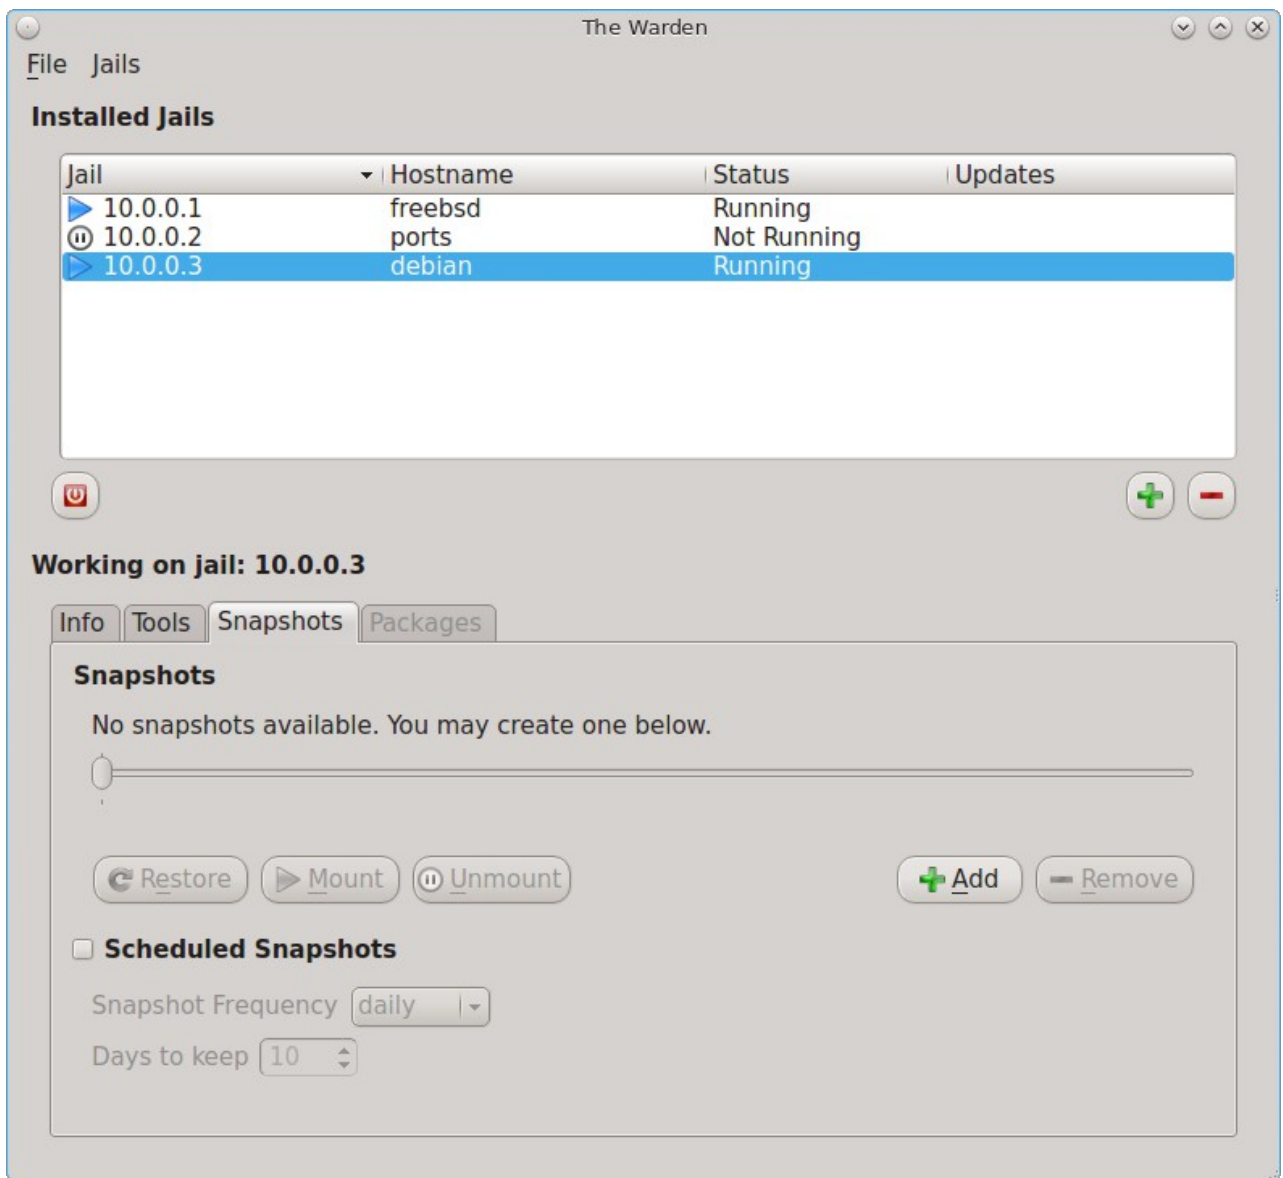 The Warden
File Jails
Installed Jails
Jail Hostname Status Updates
10.0.0.1 freebsd Running
10.0.0.2 ports Not Running
10.0.0.3 debian Running
Working on jail: 10.0.0.3
Info Tools Snapshots Packages
Snapshots
No snapshots available. You may create one below.
Restore Mount Unmount Add Remove
Scheduled Snapshots
Snapshot Frequency daily
Days to keep 10